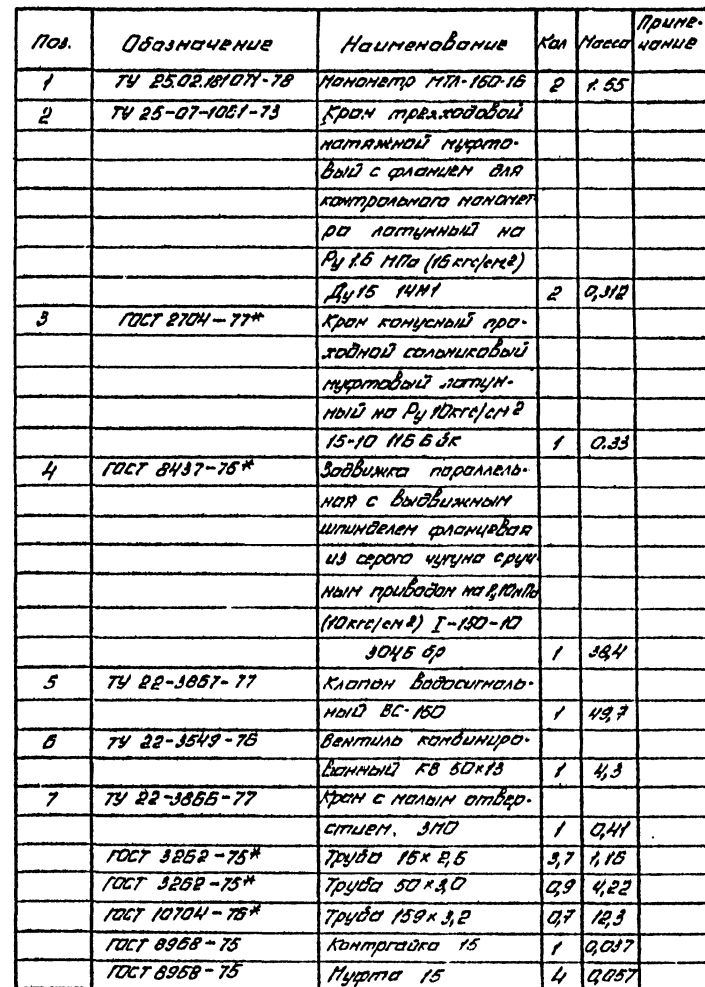 Поз. Обозначение Наименование Кол Масса Приме-
чание
1 ТУ 25.02.181071-78 Манометр МТП-160-16 2 1.55
2 ТУ 25-07-1061-73 Кран трехходовой
натяжной муфто-
вый с фланцем для
контрольного маномет
ра латунный на
Ру 1.6 МПа (16 кгс/см2)
Ду 15 14М1 2 0,312
3 ГОСТ 2704-77* Кран конусный про-
ходной сальниковый
муфтовый латун-
ный на Ру 10кгс/см2
15-10 11Б 6 бк 1 0.33
4 ГОСТ 8437-75* Задвижка параллель-
ная с выдвижным
шпинделем фланцевая
из серого чугуна с руч
ным приводом на
(10кгс/см2) I-150-10
30ч6 бр 1
5 ТУ 22-3867-77 Клапан водосигналь-
ный ВС-150 1 49,7
6 ТУ 22-3549-76 Вентиль комбиниро-
ванный КВ 50×13 1 4,3
7 ТУ 22-3866-77 Кран с малым отвер-
стием. ЗМО 1 0,41
ГОСТ 3262-75* Труба 15×2,5 3,7 1,16
ГОСТ 3262-75* Труба 50×3,0 0,9 4,22
ГОСТ 10704-76* Труба 159×3,2 0,7 12,3
ГОСТ 8968-75 Контргайка 15 1 0,037
ГОСТ 8958-75 Муфта 15 4 0,057